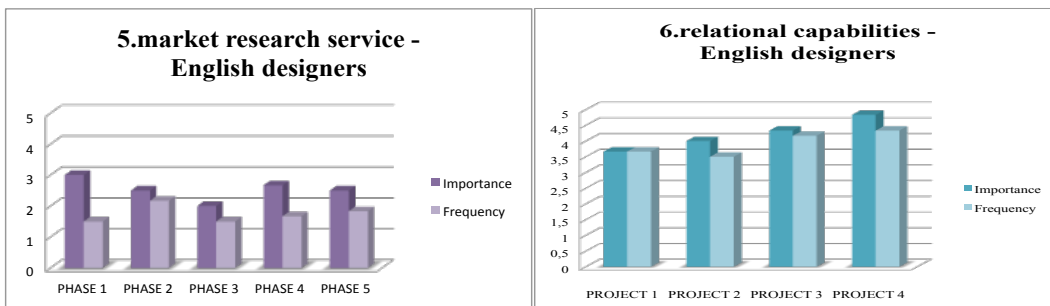 5.market research service -
English designers
5
4
3
2
1
0
PHASE 1 PHASE 2 PHASE 3 PHASE 4 PHASE 5
Importance
Frequency
6.relational capabilities -
English designers
5
4,5
4
3,5
3
2,5
2
1,5
1
0,5
0
PROJECT 1 PROJECT 2 PROJECT 3 PROJECT 4
Importance
Frequency